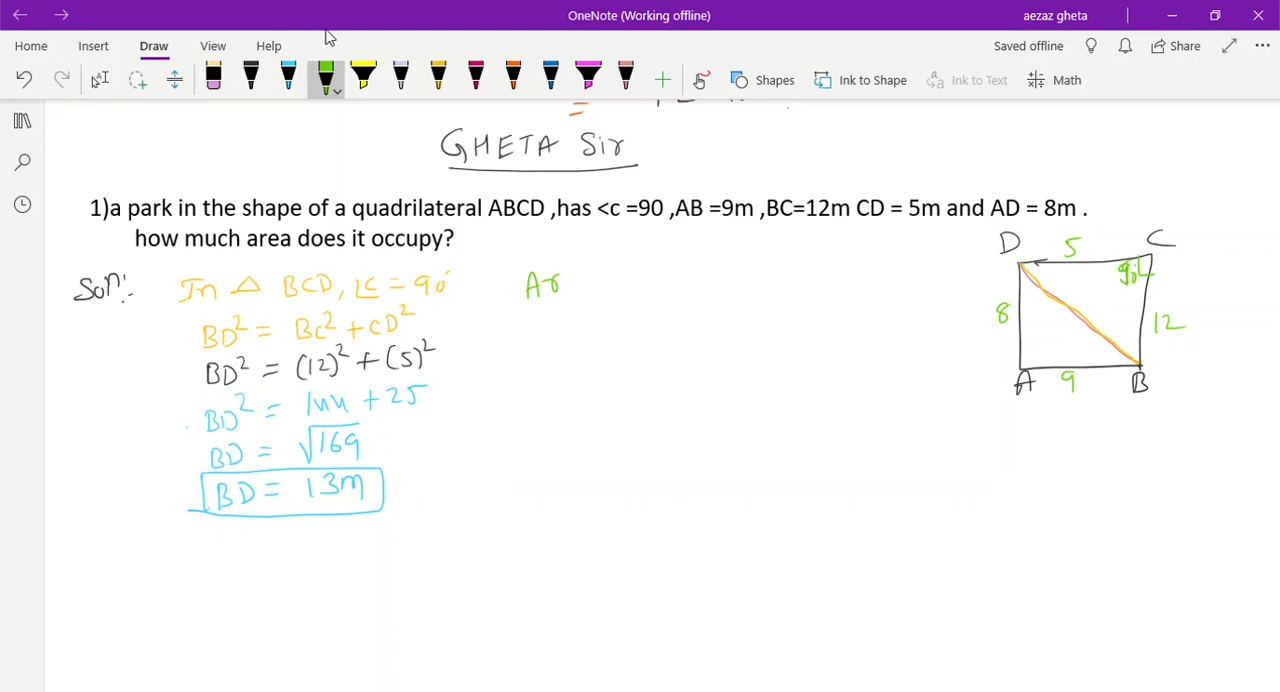 OneNote (Working offline)
aezaz gheta
Home Insert Draw View Help
Saved offline
Share
Shapes
Ink to Shape
Ink to Text
Math
GHETA Sir
1)a park in the shape of a quadrilateral ABCD ,has <c =90 ,AB =9m ,BC=12m CD = 5m and AD = 8m .
how much area does it occupy?
Solⁿ:
In △ BCD, ∠C = 90°
BD² = BC² + CD²
BD² = (12)² + (5)²
BD² = 144 + 25
BD = √169
BD = 13m
Ar
D 5 C
90°
8 12
A 9 B